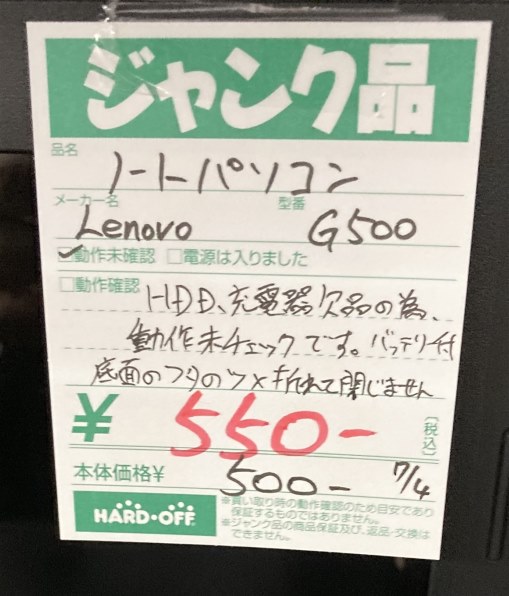 ジャンク品
品名
ノートパソコン
メーカー名 型番
Lenovo G500
動作未確認 電源は入りました
動作確認 HDD、充電器欠品の為、
動作未チェックです。バッテリー付
底面のフタのツメ折れて閉じません
¥ 550- 〔税込〕
本体価格¥ 500- 7/4
HARD・OFF
※買い取り時の動作確認のため目安であり
保証するものではありません。
※ジャンク品の商品保証及び、返品・交換は
できません。